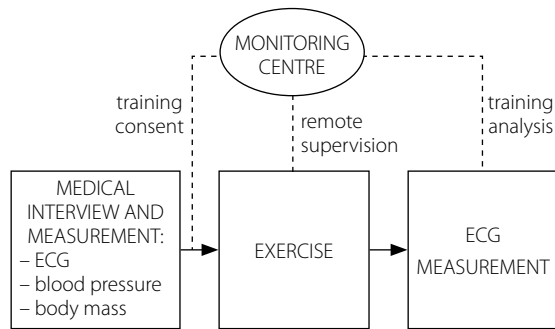 MONITORING
CENTRE
training
consent
remote
supervision
training
analysis
MEDICAL
INTERVIEW AND
MEASUREMENT:
– ECG
– blood pressure
– body mass
EXERCISE
ECG
MEASUREMENT